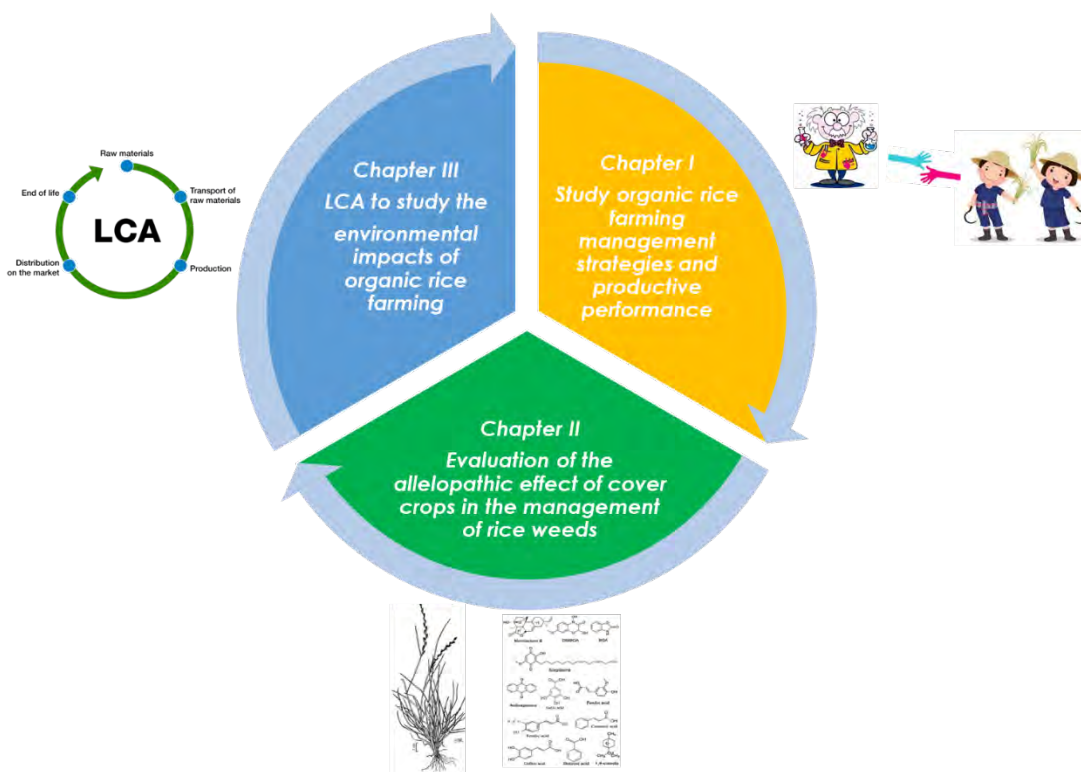 Chapter III
LCA to study the
environmental
impacts of
organic rice
farming
Chapter I
Study organic rice
farming
management
strategies and
productive
performance
Chapter II
Evaluation of the
allelopathic effect of cover
crops in the management
of rice weeds
Raw materials
End of life
Transport of
raw materials
LCA
Distribution
on the market
Production
Ferulic acid
Cinnamic acid